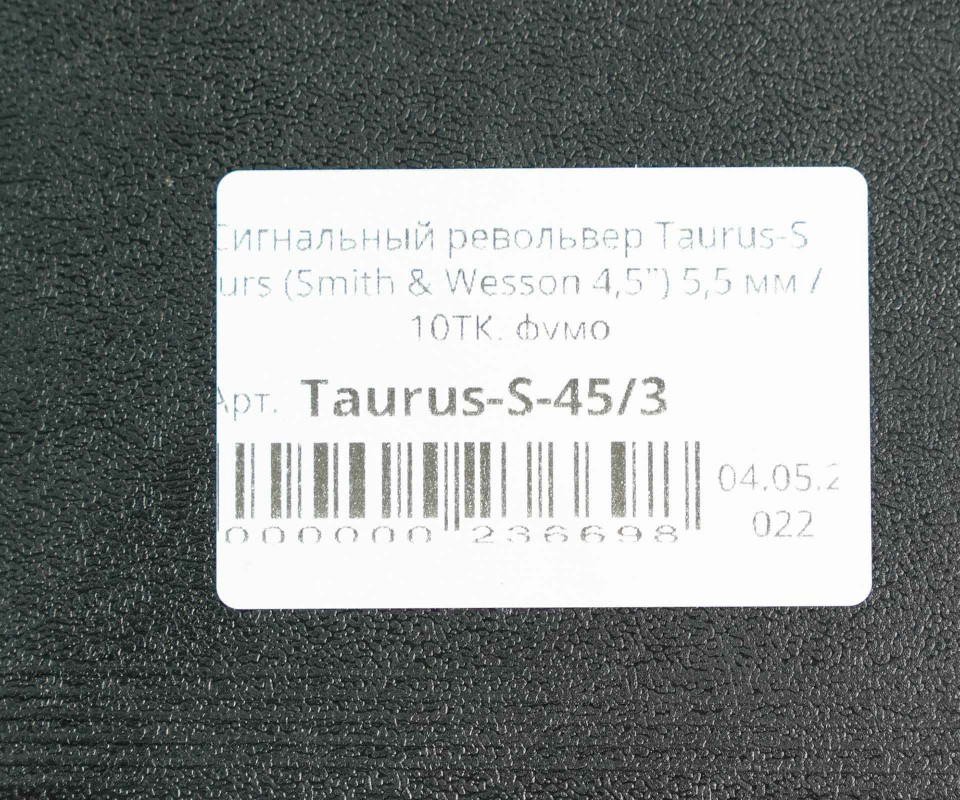 Сигнальный револьвер Taurus-S
urs (Smith & Wesson 4,5") 5,5 мм /
10ТК. фумо
Арт. Taurus-S-45/3
000000 236698
04.05.2
022